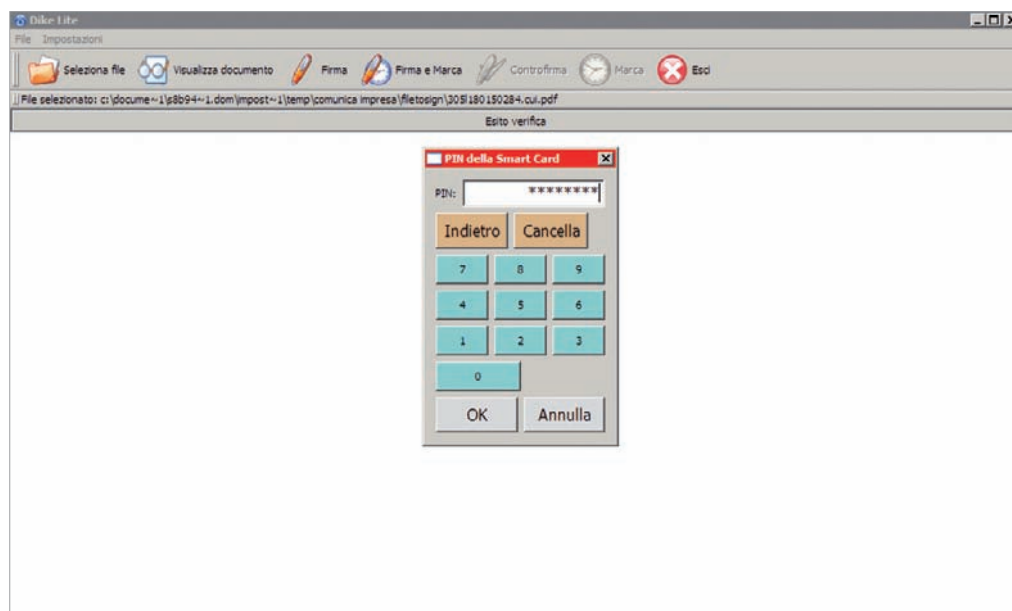 Dike Lite
File Impostazioni
Seleziona file Visualizza documento Firma Firma e Marca Controfirma Marca Esci
File selezionato: c:\docume~1\s8b94~1.dom\impost~1\temp\comunica impresa\filetosign\305l180150284.cui.pdf
Esito verifica
PIN della Smart Card
PIN: ********
Indietro Cancella
7 8 9
4 5 6
1 2 3
0
OK Annulla